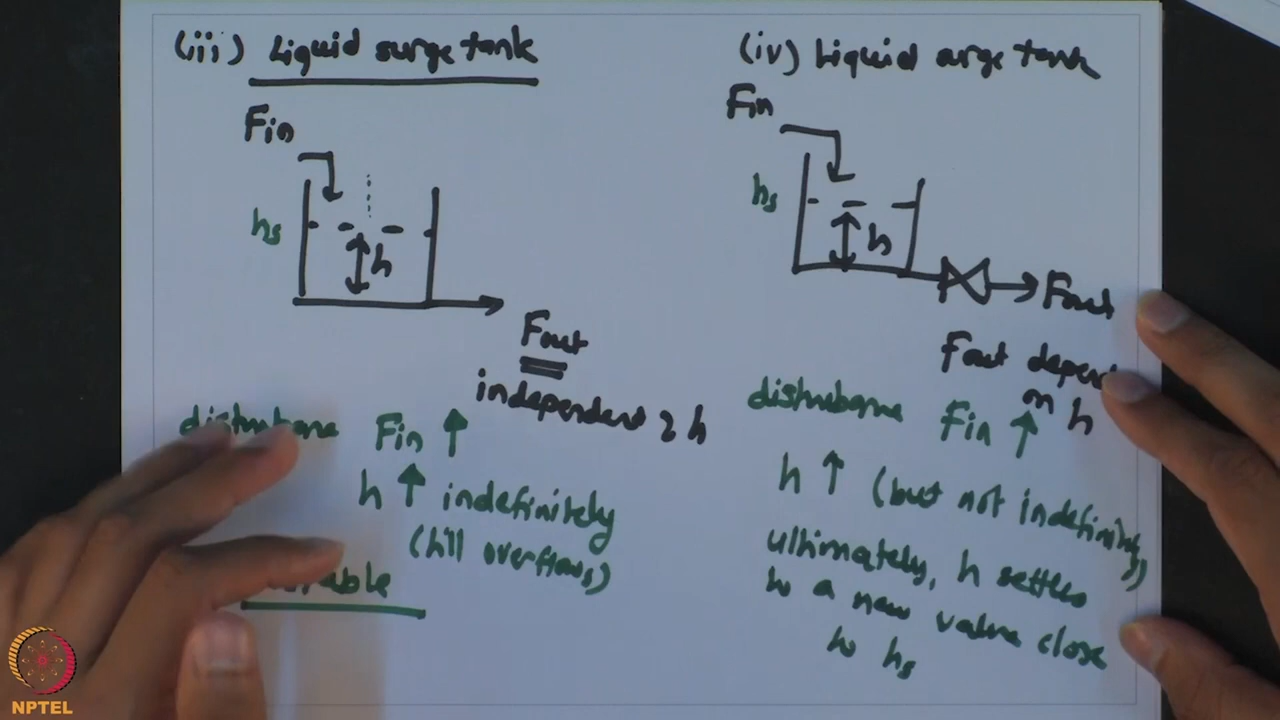 (iii) Liquid surge tank
Fin
hs
h
Fout
independent of h
disturbance Fin ↑
h ↑ indefinitely
(till overflows)
(iv) Liquid surge tank
Fin
hs
h
Fout
Fout depend
on h
disturbance Fin ↑
h ↑ (but not indefinitely)
ultimately, h settles
to a new value close
to hs
NPTEL